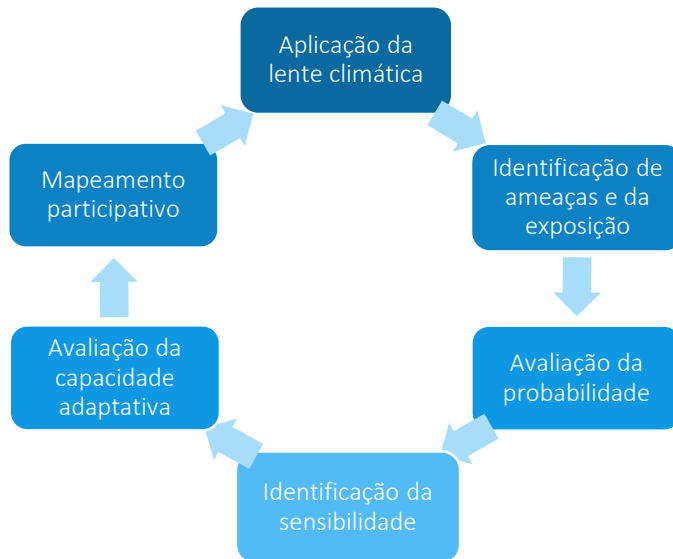 Aplicação da
lente climática
Identificação de
ameaças e da
exposição
Avaliação da
probabilidade
Identificação da
sensibilidade
Avaliação da
capacidade
adaptativa
Mapeamento
participativo